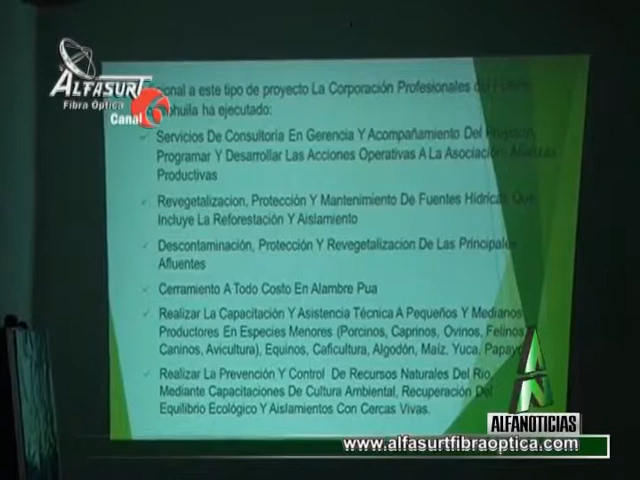 ALFASURT
Fibra Óptica
Canal 6
onal a este tipo de proyecto La Corporación Profesionales del Futuro
huila ha ejecutado:
Servicios De Consultoría En Gerencia Y Acompañamiento Del Proyecto,
Programar Y Desarrollar Las Acciones Operativas A La Asociación Alianzas
Productivas
Revegetalizacion, Protección Y Mantenimiento De Fuentes Hídricas, Que
Incluye La Reforestación Y Aislamiento
Descontaminación, Protección Y Revegetalizacion De Las Principales
Afluentes
Cerramiento A Todo Costo En Alambre Pua
Realizar La Capacitación Y Asistencia Técnica A Pequeños Y Medianos
Productores En Especies Menores (Porcinos, Caprinos, Ovinos, Felinos,
Caninos, Avicultura), Equinos, Caficultura, Algodón, Maíz, Yuca, Papaya
Realizar La Prevención Y Control De Recursos Naturales Del Rio,
Mediante Capacitaciones De Cultura Ambiental, Recuperación Del
Equilibrio Ecológico Y Aislamientos Con Cercas Vivas.
ALFANOTICIAS
www.alfasurtfibraoptica.com